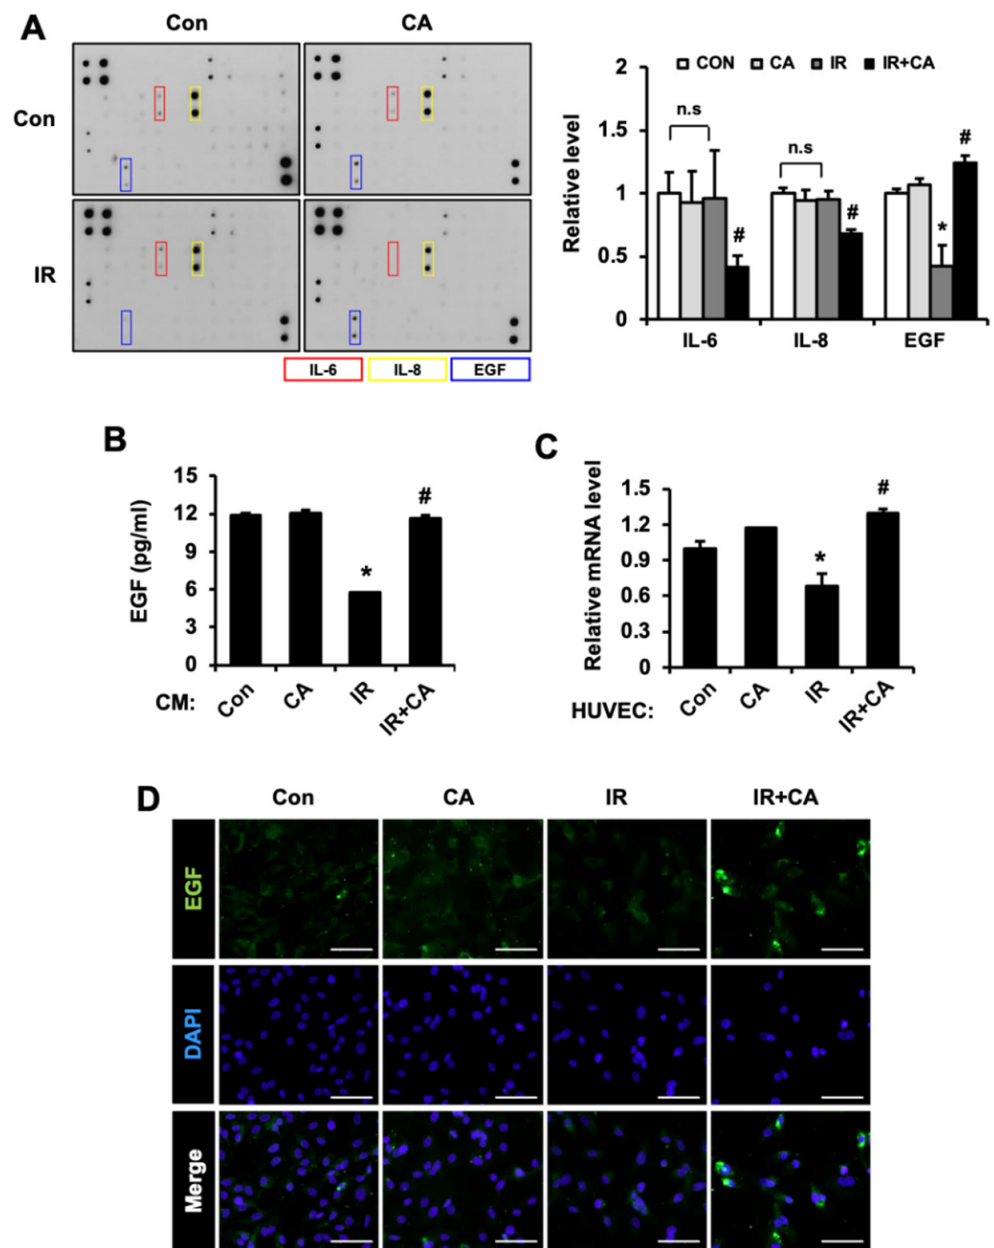 A
Con CA
Con
IR
IL-6 IL-8 EGF
CON CA IR IR+CA
Relative level
2
1.5
1
0.5
0
n.s
n.s
#
#
*
#
IL-6 IL-8 EGF
B
EGF (pg/ml)
15
12
9
6
3
0
*
#
CM: Con CA IR IR+CA
C
Relative mRNA level
1.5
1.2
0.9
0.6
0.3
0
*
#
HUVEC: Con CA IR IR+CA
D
Con CA IR IR+CA
EGF
DAPI
Merge